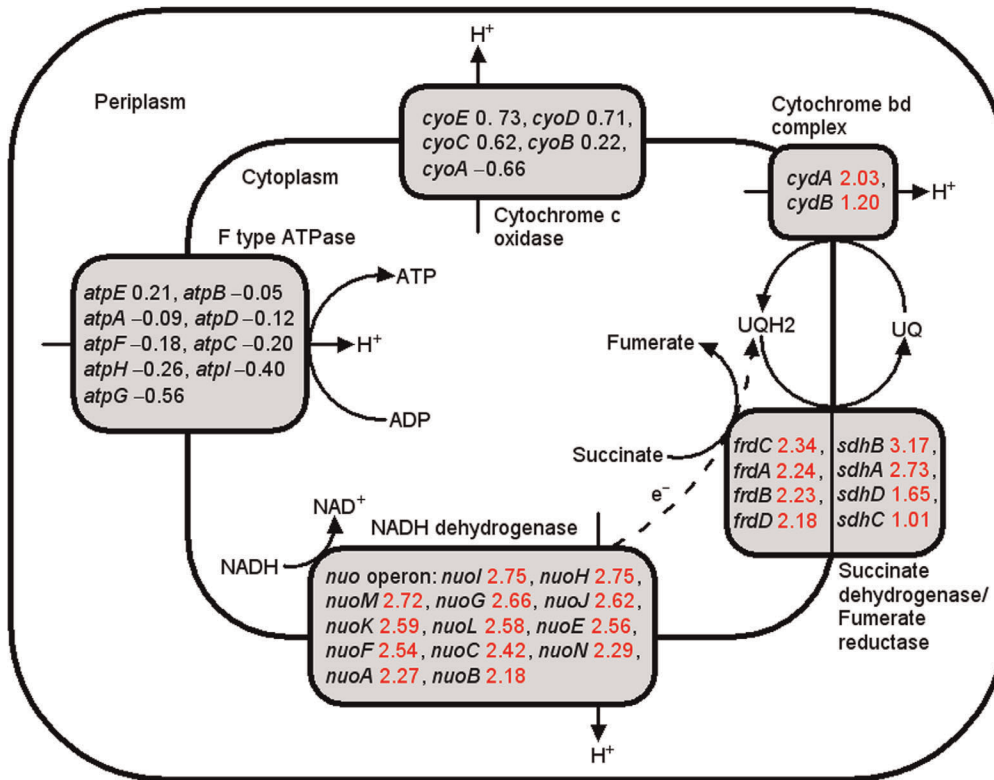 H+
Periplasm
cyoE 0. 73, cyoD 0.71,
cyoC 0.62, cyoB 0.22,
cyoA −0.66
Cytochrome c
oxidase
Cytochrome bd
complex
cydA 2.03,
cydB 1.20
H+
Cytoplasm
F type ATPase
atpE 0.21, atpB −0.05
atpA −0.09, atpD −0.12
atpF −0.18, atpC −0.20
atpH −0.26, atpI −0.40
atpG −0.56
ATP
H+
ADP
UQH2
UQ
Fumerate
Succinate
e−
frdC 2.34,
frdA 2.24,
frdB 2.23,
frdD 2.18
sdhB 3.17,
sdhA 2.73,
sdhD 1.65,
sdhC 1.01
Succinate
dehydrogenase/
Fumerate
reductase
NAD+
NADH
NADH dehydrogenase
nuo operon: nuoI 2.75, nuoH 2.75,
nuoM 2.72, nuoG 2.66, nuoJ 2.62,
nuoK 2.59, nuoL 2.58, nuoE 2.56,
nuoF 2.54, nuoC 2.42, nuoN 2.29,
nuoA 2.27, nuoB 2.18
H+